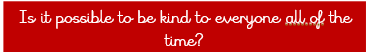 Is it possible to be kind to everyone all of the
time?